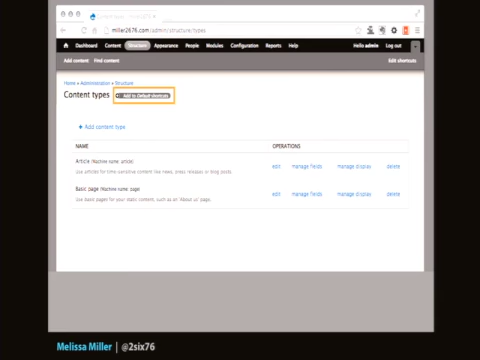 miller2676.com/admin/structure/types
Dashboard Content Structure Appearance People Modules Configuration Reports Help Hello admin Log out
Add content Find content Edit shortcuts
Home » Administration » Structure
Content types Add to Default shortcuts
+ Add content type
NAME OPERATIONS
Article (Machine name: article) edit manage fields manage display delete
Use articles for time-sensitive content like news, press releases or blog posts.
Basic page (Machine name: page) edit manage fields manage display delete
Use basic pages for your static content, such as an 'About us' page.
Melissa Miller | @2six76